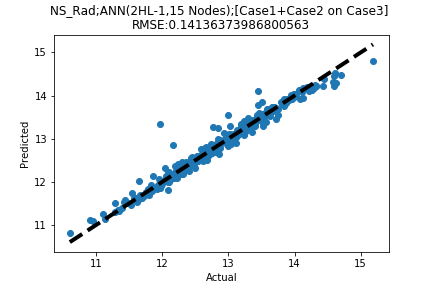 NS_Rad;ANN(2HL-1,15 Nodes);[Case1+Case2 on Case3]
RMSE:0.14136373986800563
15
14
13
12
11
Predicted
11
12
13
14
15
Actual